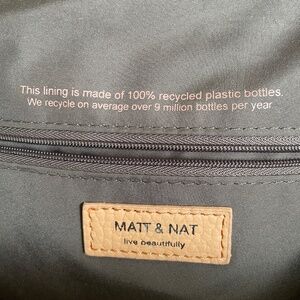 This lining is made of 100% recycled plastic bottles.
We recycle on average over 9 million bottles per year
MATT & NAT
live beautifully